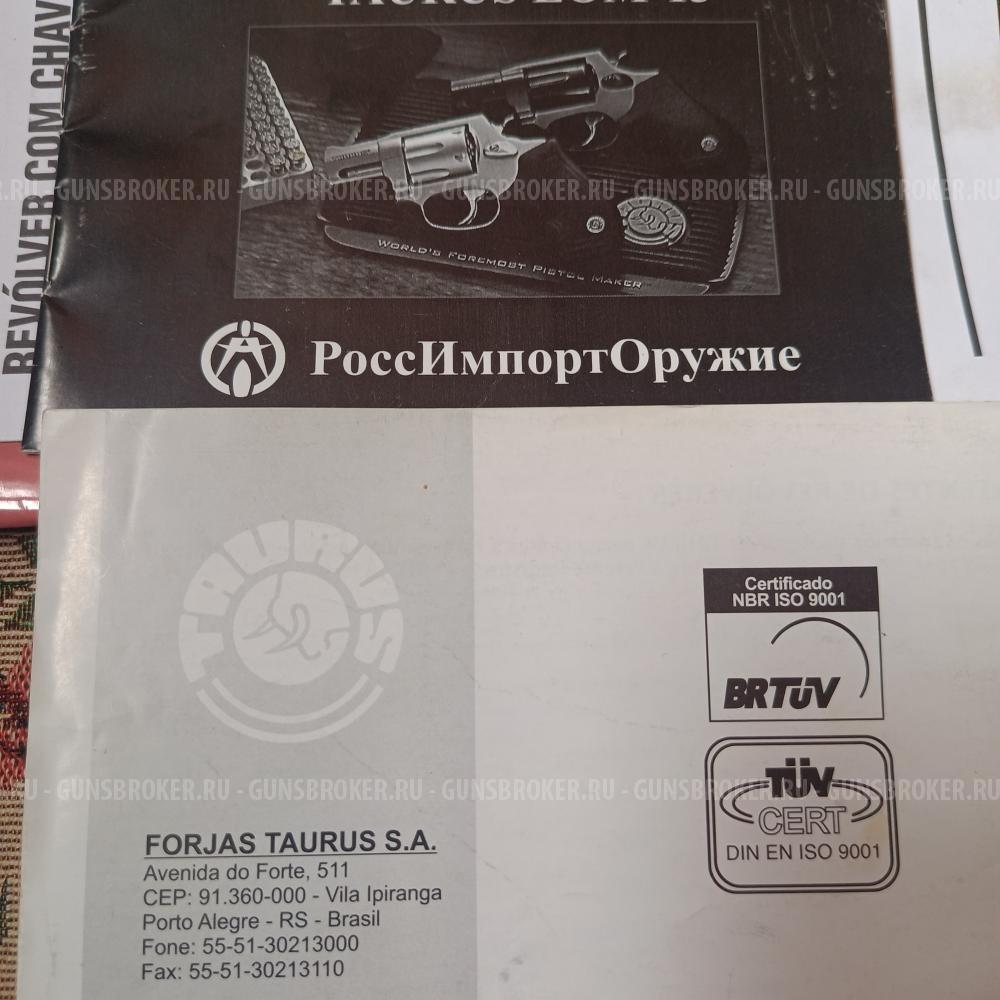 REVÓLVER COM CHAV
TAURUS LOM-13
WORLD'S FOREMOST PISTOL MAKER
GUNSBROKER.RU - GUNSBROKER.RU - GUNSBROKER.RU - GUNSBROKER.RU - GUNSBROKER.RU
РоссИмпортОружие
TAURUS
Certificado
NBR ISO 9001
BRTÜV
TÜV
CERT
DIN EN ISO 9001
RU - GUNSBROKER.RU - GUNSBROKER.RU - GUNSBROKER.RU - GUNSBROKER.RU - GUNSBROKER.RU
FORJAS TAURUS S.A.
Avenida do Forte, 511
CEP: 91.360-000 - Vila Ipiranga
Porto Alegre - RS - Brasil
Fone: 55-51-30213000
Fax: 55-51-30213110